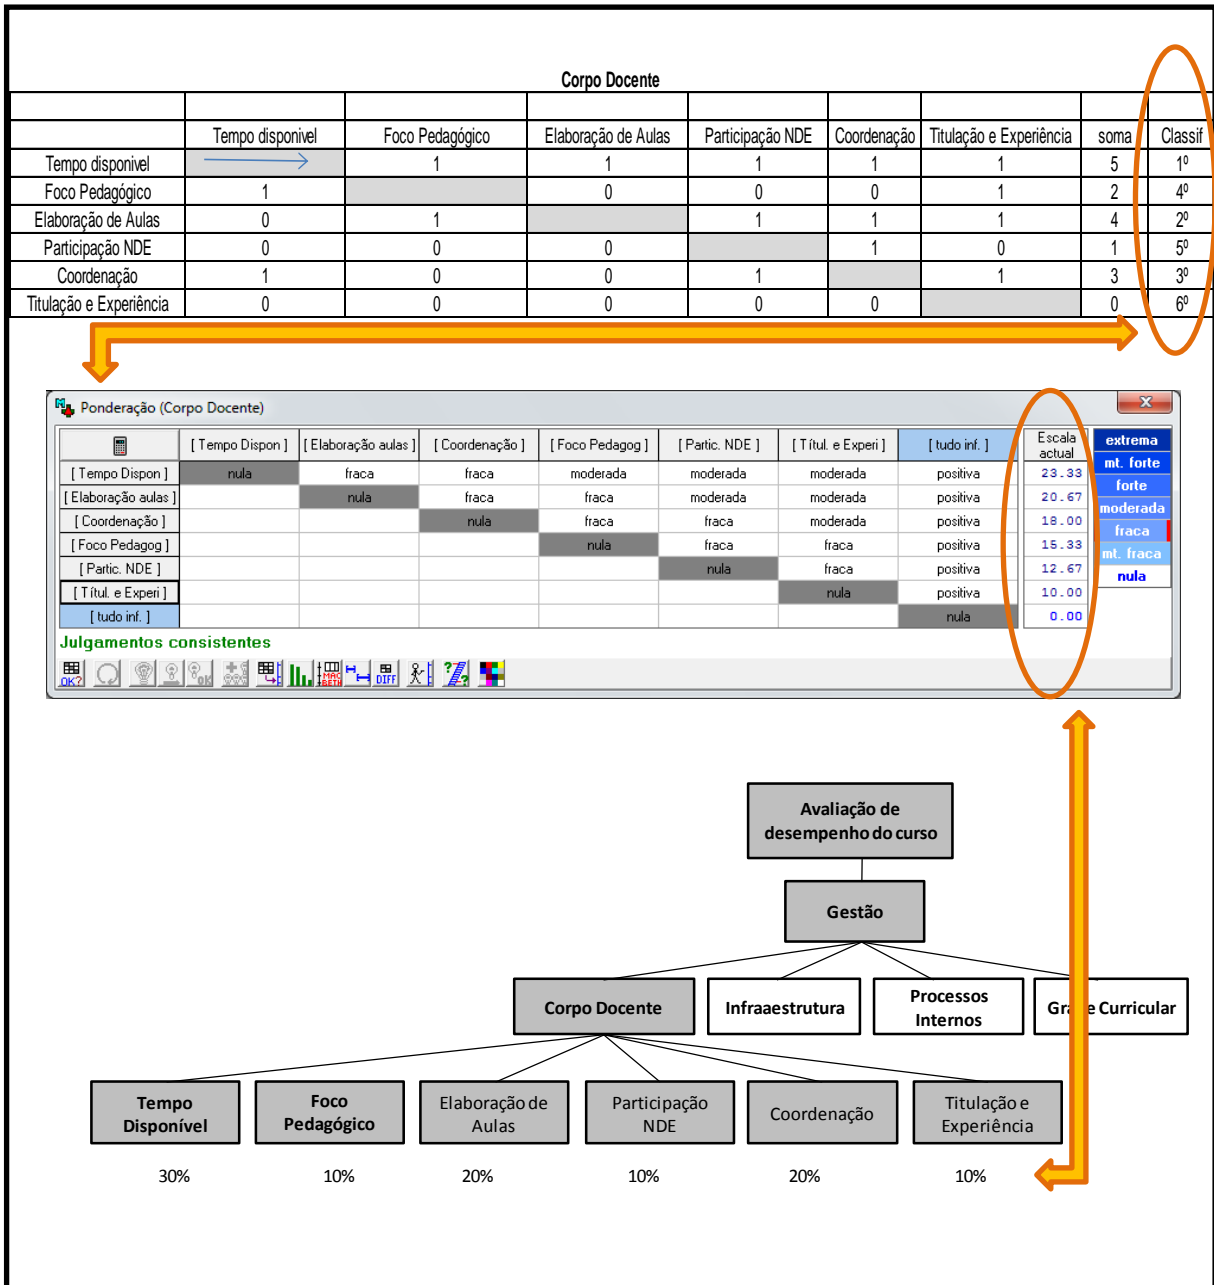 Corpo Docente
Tempo disponivel Foco Pedagógico Elaboração de Aulas Participação NDE Coordenação Titulação e Experiência soma Classif
Tempo disponivel 1 1 1 1 1 5 1º
Foco Pedagógico 1 0 0 0 1 2 4º
Elaboração de Aulas 0 1 1 1 1 4 2º
Participação NDE 0 0 0 1 0 1 5º
Coordenação 1 0 0 1 1 3 3º
Titulação e Experiência 0 0 0 0 0 0 6º
Ponderação (Corpo Docente)
[ Tempo Dispon ] [ Elaboração aulas ] [ Coordenação ] [ Foco Pedagog ] [ Partic. NDE ] [ Títul. e Experi ] [ tudo inf. ] Escala actual
[ Tempo Dispon ] nula fraca fraca moderada moderada moderada positiva 23.33
[ Elaboração aulas ] nula fraca fraca moderada moderada positiva 20.67
[ Coordenação ] nula fraca fraca moderada positiva 18.00
[ Foco Pedagog ] nula fraca fraca positiva 15.33
[ Partic. NDE ] nula fraca positiva 12.67
[ Títul. e Experi ] nula positiva 10.00
[ tudo inf. ] nula 0.00
extrema
mt. forte
forte
moderada
fraca
mt. fraca
nula
Julgamentos consistentes
OK? OK MAC BETH DIFF
Avaliação de
desempenho do curso
Gestão
Corpo Docente
Infraaestrutura
Processos
Internos
Curricular
Tempo
Disponível
Foco
Pedagógico
Elaboração de
Aulas
Participação
NDE
Coordenação
Titulação e
Experiência
30% 10% 20% 10% 20% 10%